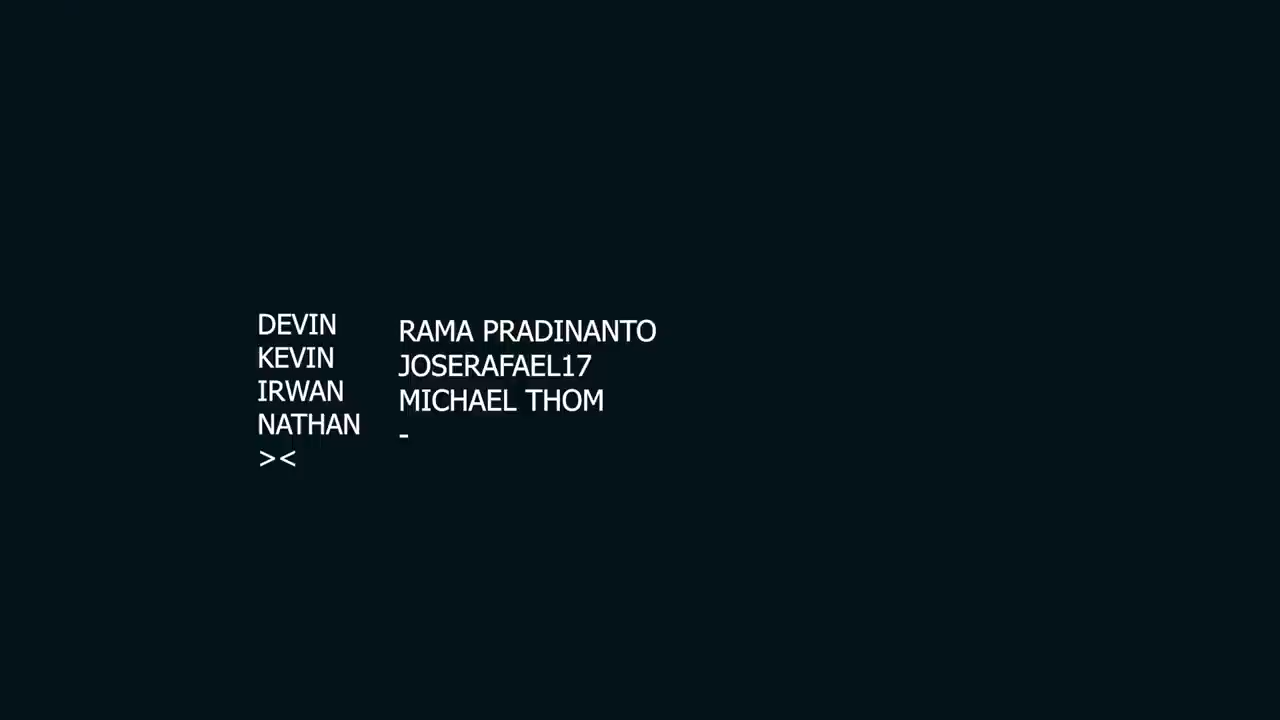 DEVIN
KEVIN
IRWAN
NATHAN
><
RAMA PRADINANTO
JOSERAFAEL17
MICHAEL THOM
-